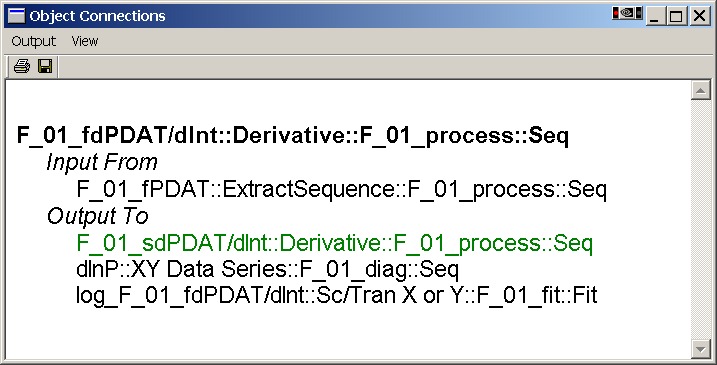 Object Connections
Output View
F_01_fdPDAT/dInt::Derivative::F_01_process::Seq
Input From
F_01_fPDAT::ExtractSequence::F_01_process::Seq
Output To
F_01_sdPDAT/dInt::Derivative::F_01_process::Seq
dlnP::XY Data Series::F_01_diag::Seq
log_F_01_fdPDAT/dInt::Sc/Tran X or Y::F_01_fit::Fit